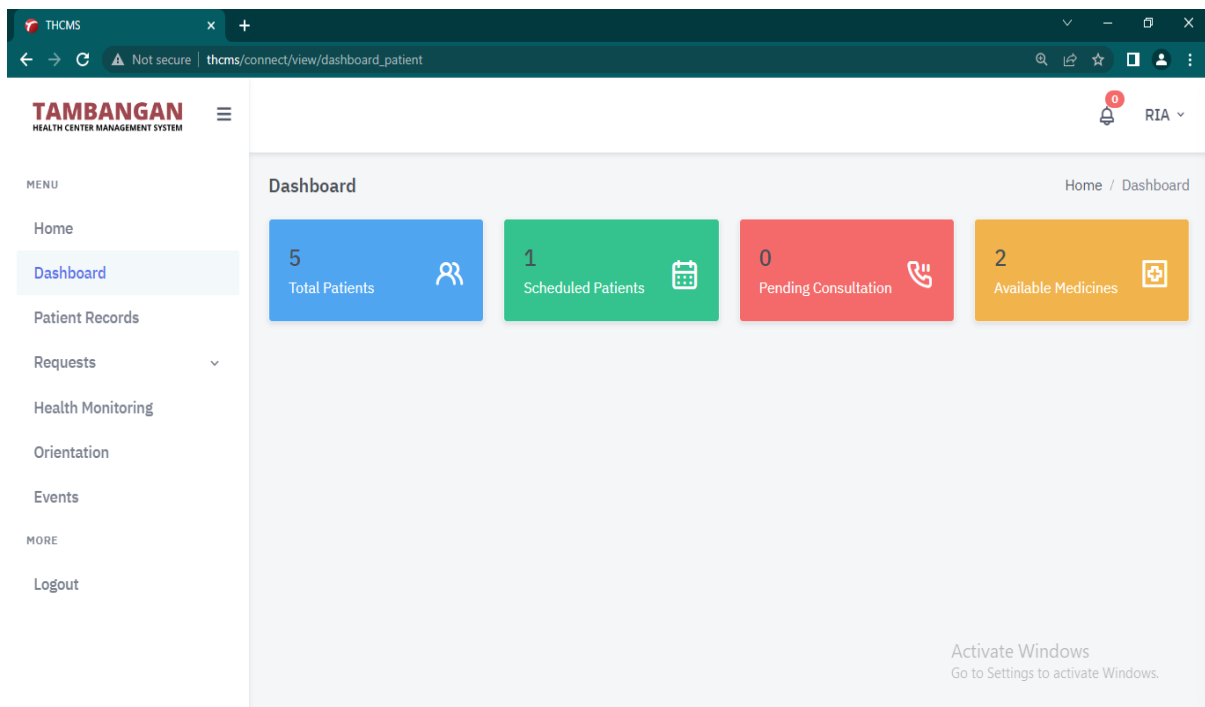 THCMS
Not secure | thcms/connect/view/dashboard_patient
TAMBANGAN
HEALTH CENTER MANAGEMENT SYSTEM
0
RIA
MENU
Home
Dashboard
Patient Records
Requests
Health Monitoring
Orientation
Events
MORE
Logout
Dashboard
Home / Dashboard
5
Total Patients
1
Scheduled Patients
0
Pending Consultation
2
Available Medicines
Activate Windows
Go to Settings to activate Windows.